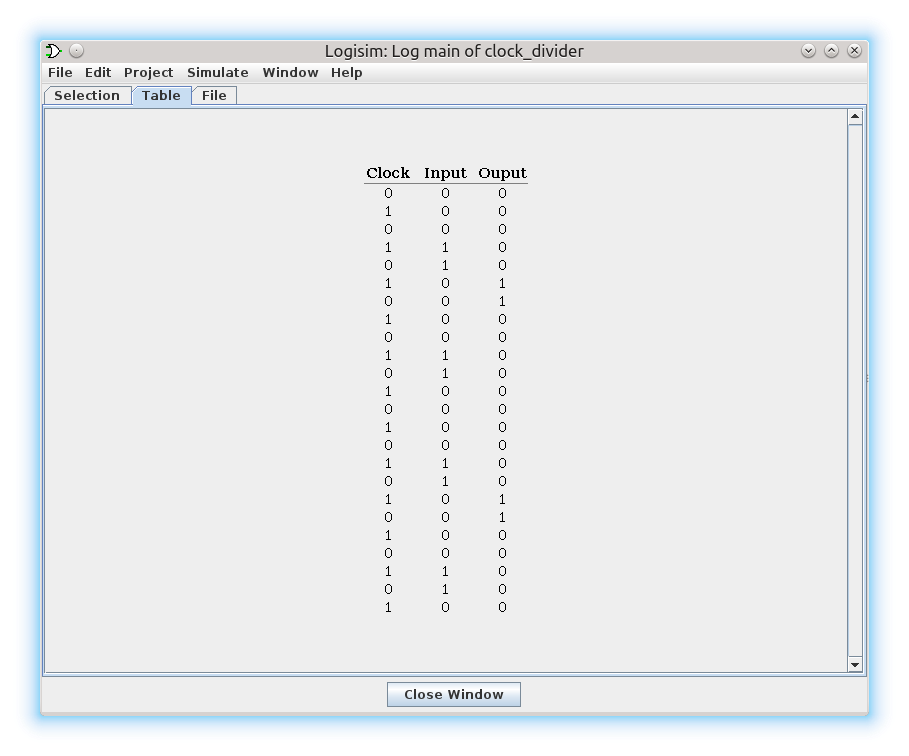 Logisim: Log main of clock_divider
File Edit Project Simulate Window Help
Selection Table File
Clock Input Ouput
0 0 0
1 0 0
0 0 0
1 1 0
0 1 0
1 0 1
0 0 1
1 0 0
0 0 0
1 1 0
0 1 0
1 0 0
0 0 0
1 0 0
0 0 0
1 1 0
0 1 0
1 0 1
0 0 1
1 0 0
0 0 0
1 1 0
0 1 0
1 0 0
Close Window